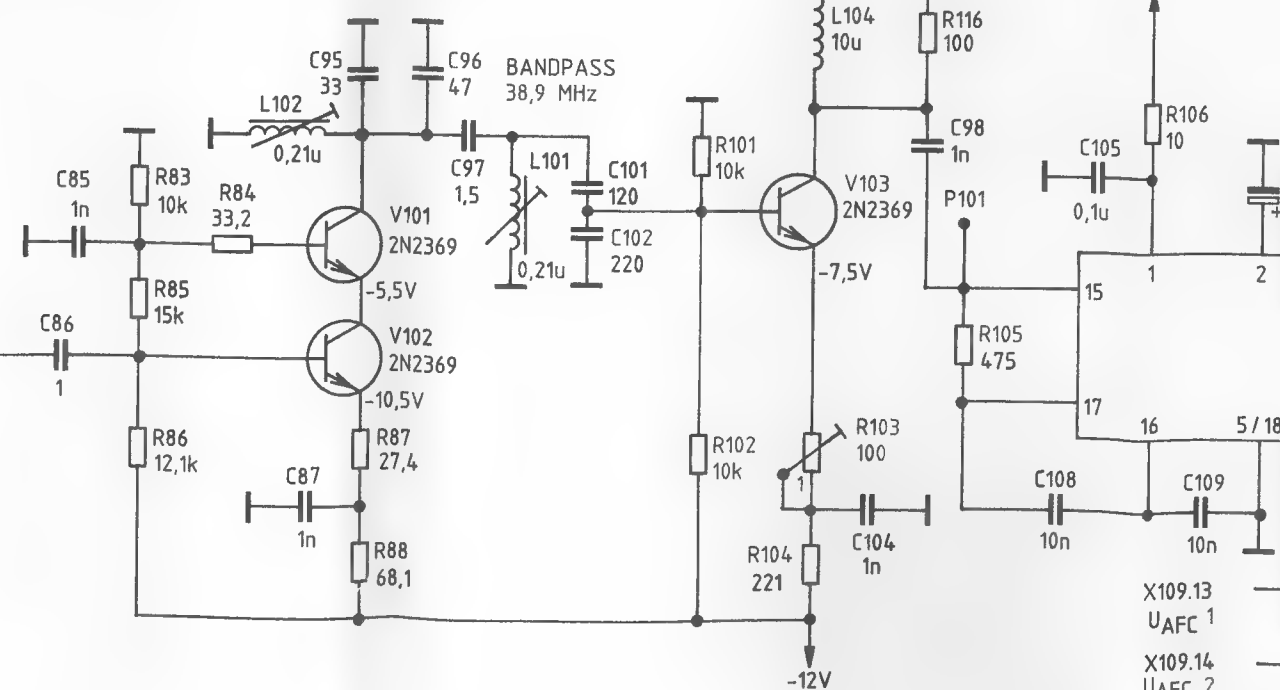 L104
10u
R116
100
C95
33
C96
47
BANDPASS
38,9 MHz
L102
0,21u
C97
1,5
L101
0,21u
C101
120
C102
220
R101
10k
C98
1n
R106
10
C105
0,1u
C85
1n
R83
10k
R84
33,2
V101
2N2369
-5,5V
V103
2N2369
-7,5V
P101
15
1
2
+
R85
15k
C86
1
V102
2N2369
-10,5V
R105
475
17
16
5/18
R86
12,1k
R87
27,4
C87
1n
R88
68,1
R102
10k
R103
100
1
R104
221
C104
1n
C108
10n
C109
10n
-12V
X109.13
UAFC 1
X109.14
UAFC 2